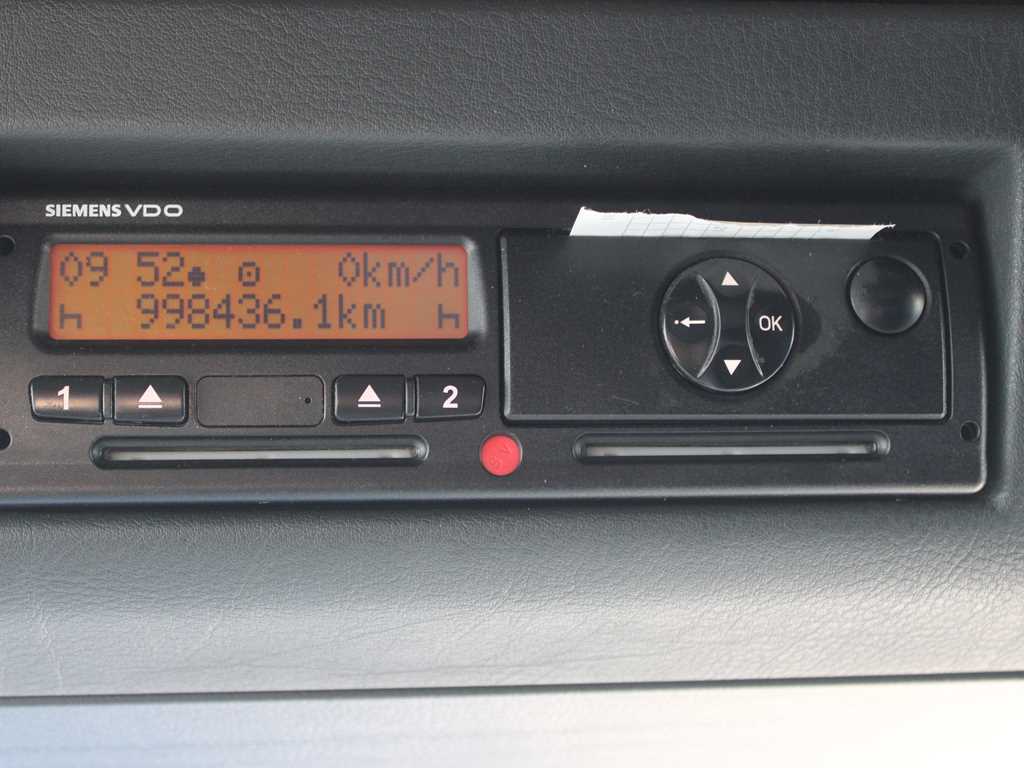 SIEMENS VDO
09 52 0km/h
998436.1km
OK
1
2